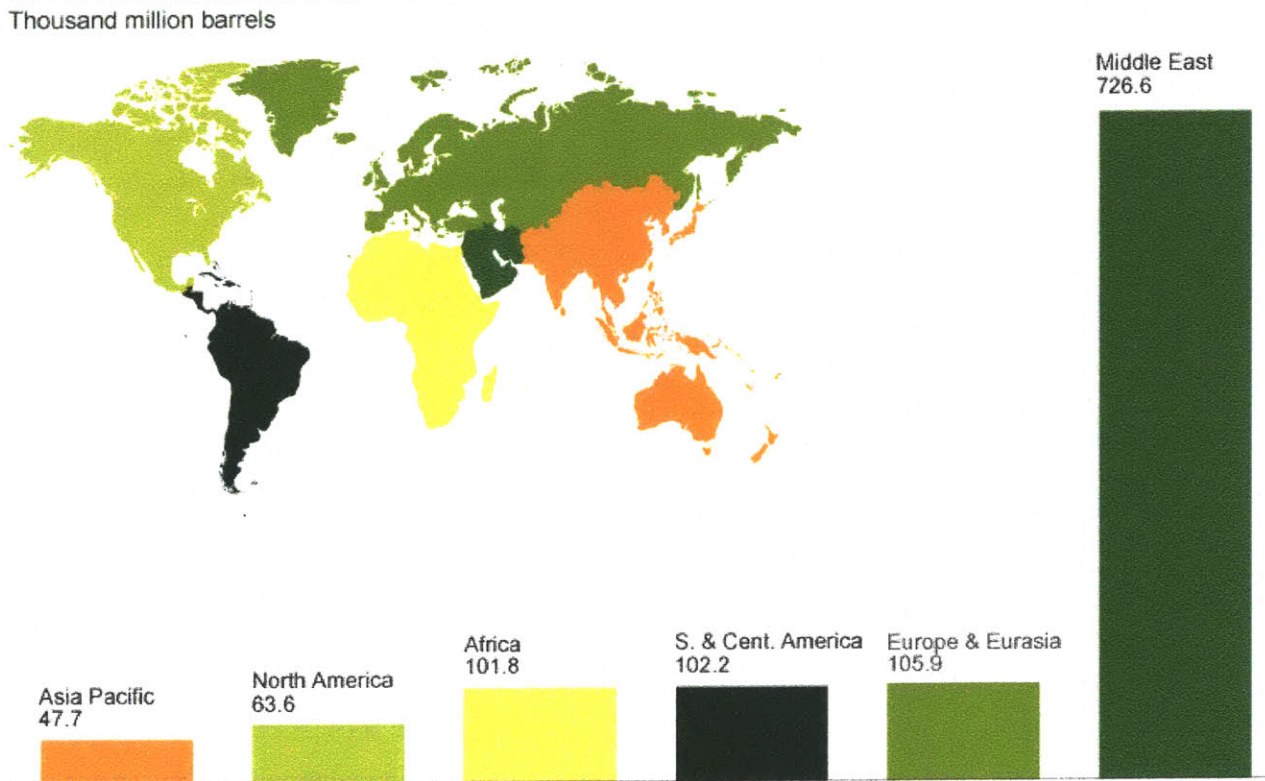 Thousand million barrels
Middle East
726.6
Africa
101.8
S. & Cent. America
102.2
Europe & Eurasia
105.9
North America
63.6
Asia Pacific
47.7